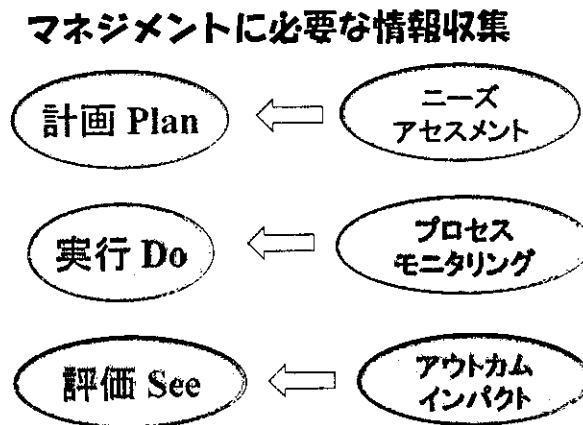 マネジメントに必要な情報収集
計画 Plan
ニーズ
アセスメント
実行 Do
プロセス
モニタリング
評価 See
アウトカム
インパクト